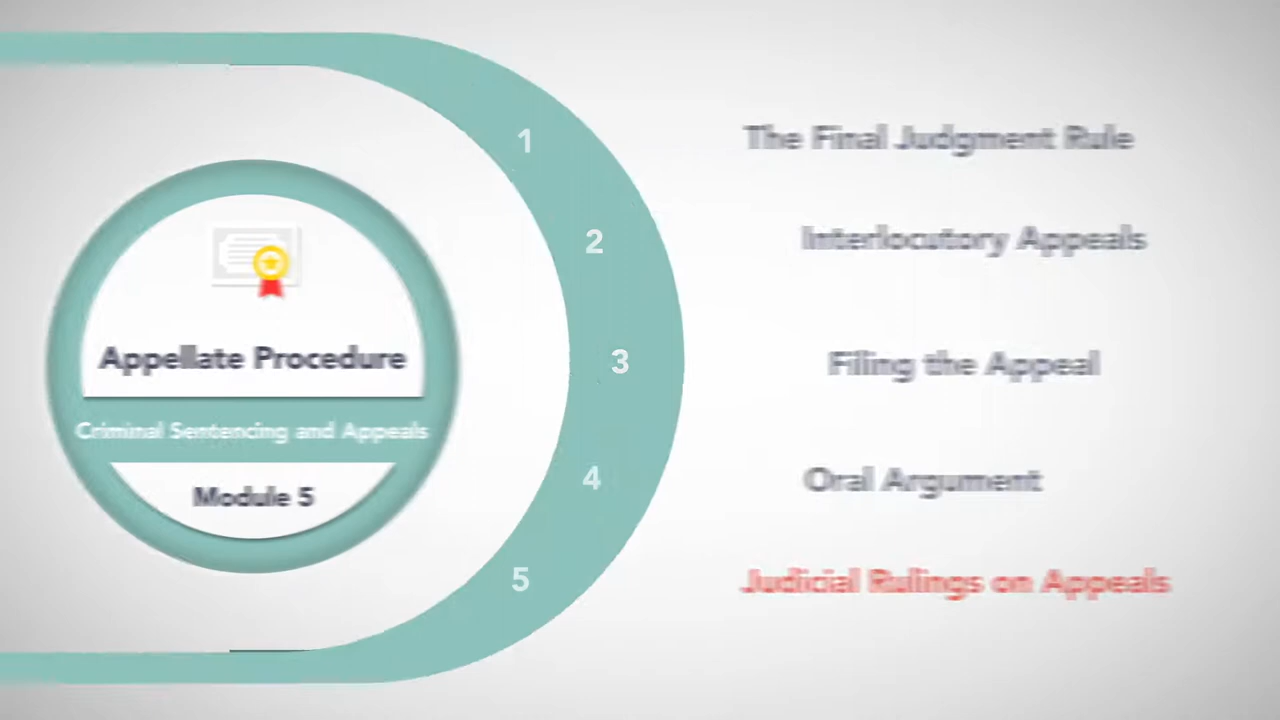 Appellate Procedure
Criminal Sentencing and Appeals
Module 5
1
The Final Judgment Rule
2
Interlocutory Appeals
3
Filing the Appeal
4
Oral Argument
5
Judicial Rulings on Appeals